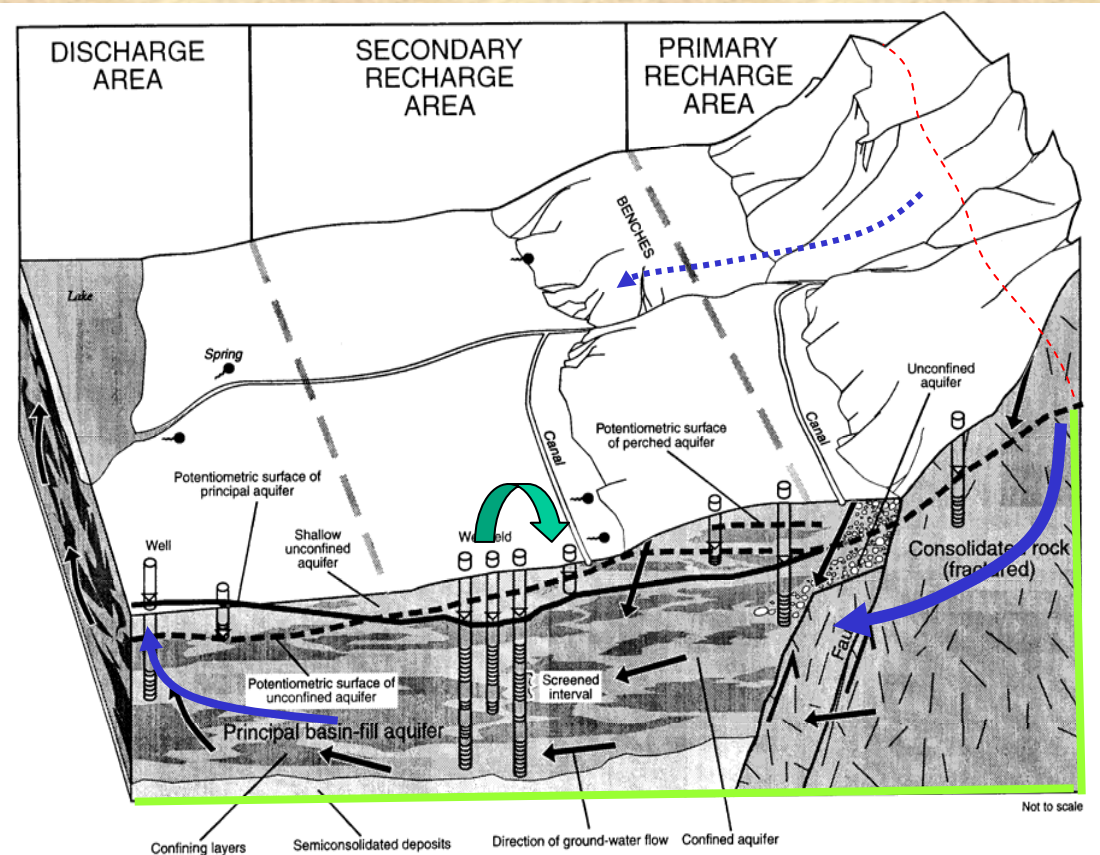 DISCHARGE
AREA
SECONDARY
RECHARGE
AREA
PRIMARY
RECHARGE
AREA
BENCHES
Lake
Spring
Unconfined
aquifer
Canal
Canal
Potentiometric surface
of perched aquifer
Potentiometric surface of
principal aquifer
Well
Shallow
unconfined
aquifer
Consolidated rock
(fractured)
Screened
interval
Potentiometric surface of
unconfined aquifer
Principal basin-fill aquifer
Not to scale
Confining layers
Semiconsolidated deposits
Direction of ground-water flow
Confined aquifer